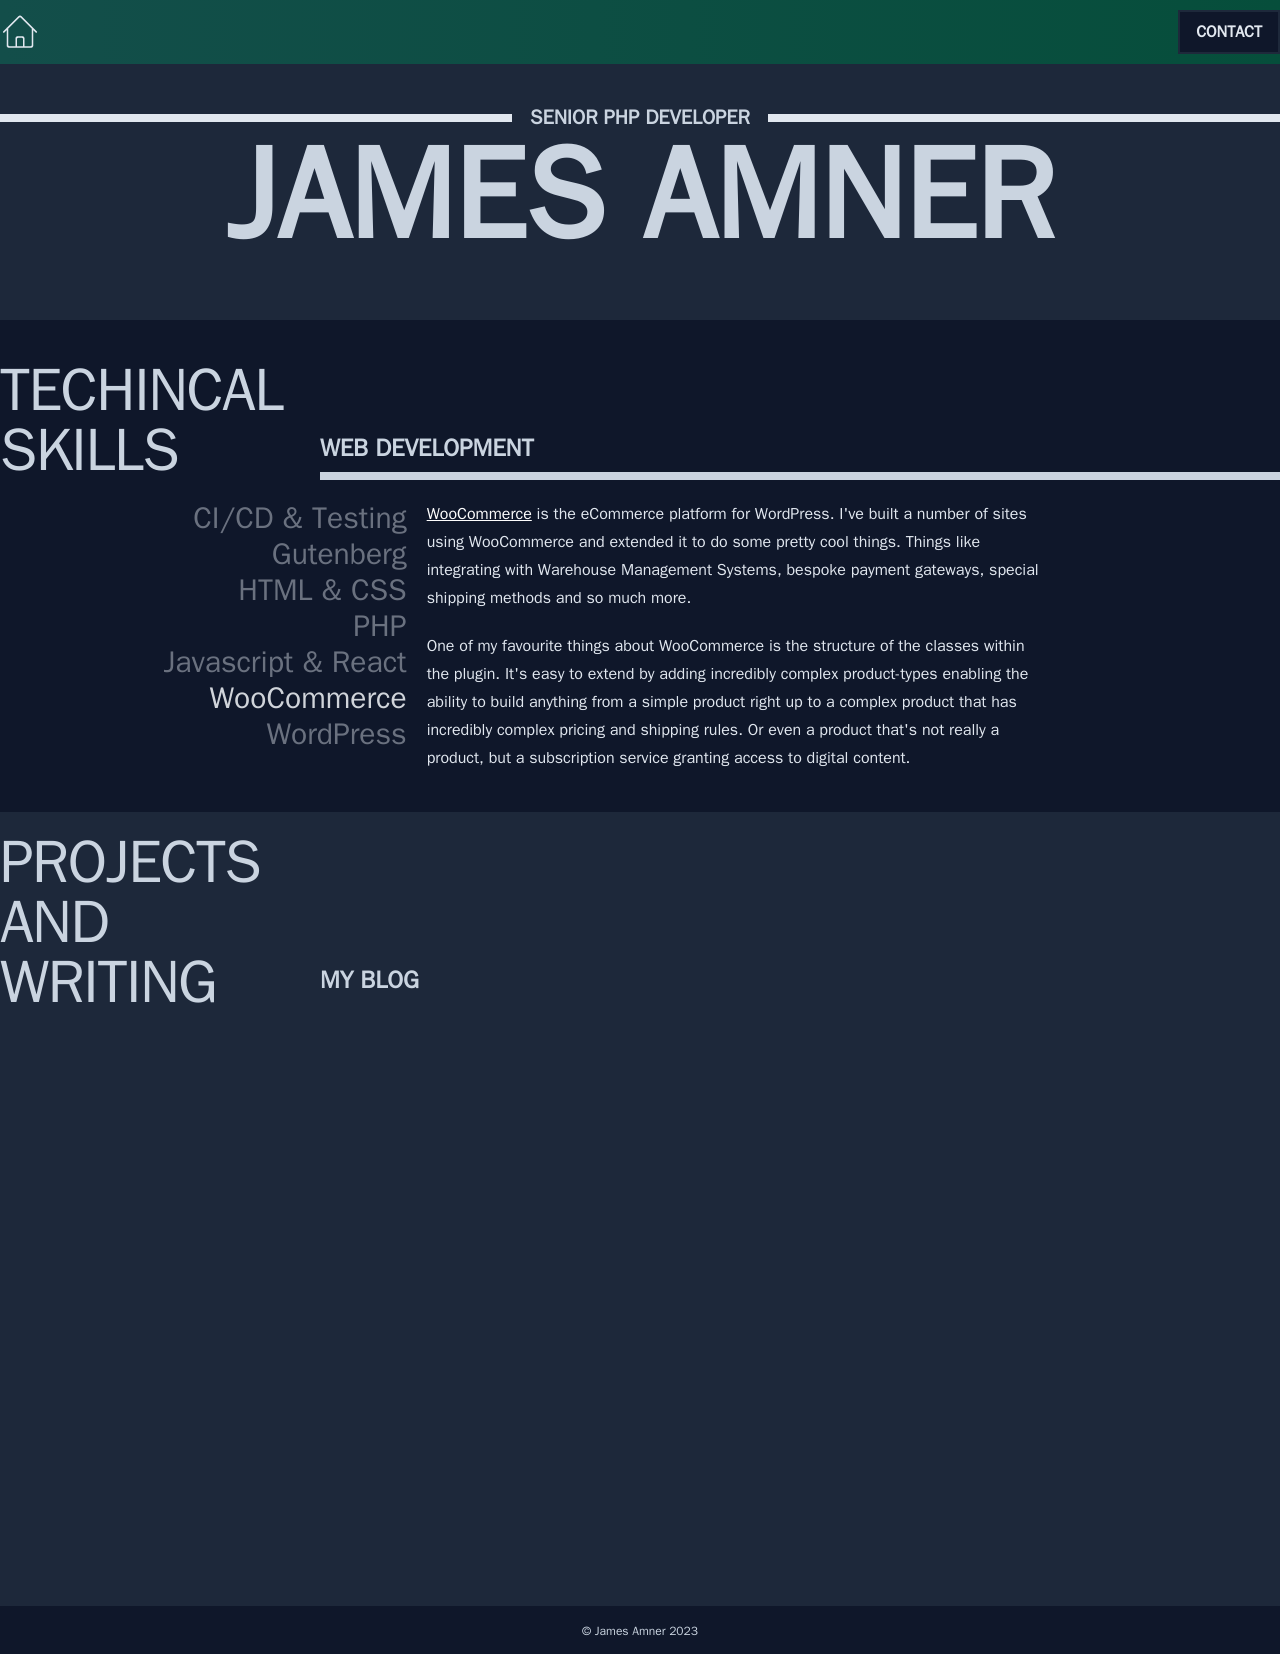 CONTACT
SENIOR PHP DEVELOPER
JAMES AMNER
TECHINCAL
SKILLS
WEB DEVELOPMENT
CI/CD & Testing
Gutenberg
HTML & CSS
PHP
Javascript & React
WooCommerce
WordPress
WooCommerce is the eCommerce platform for WordPress. I've built a number of sites
using WooCommerce and extended it to do some pretty cool things. Things like
integrating with Warehouse Management Systems, bespoke payment gateways, special
shipping methods and so much more.
One of my favourite things about WooCommerce is the structure of the classes within
the plugin. It's easy to extend by adding incredibly complex product-types enabling the
ability to build anything from a simple product right up to a complex product that has
incredibly complex pricing and shipping rules. Or even a product that's not really a
product, but a subscription service granting access to digital content.
PROJECTS
AND
WRITING
MY BLOG
© James Amner 2023